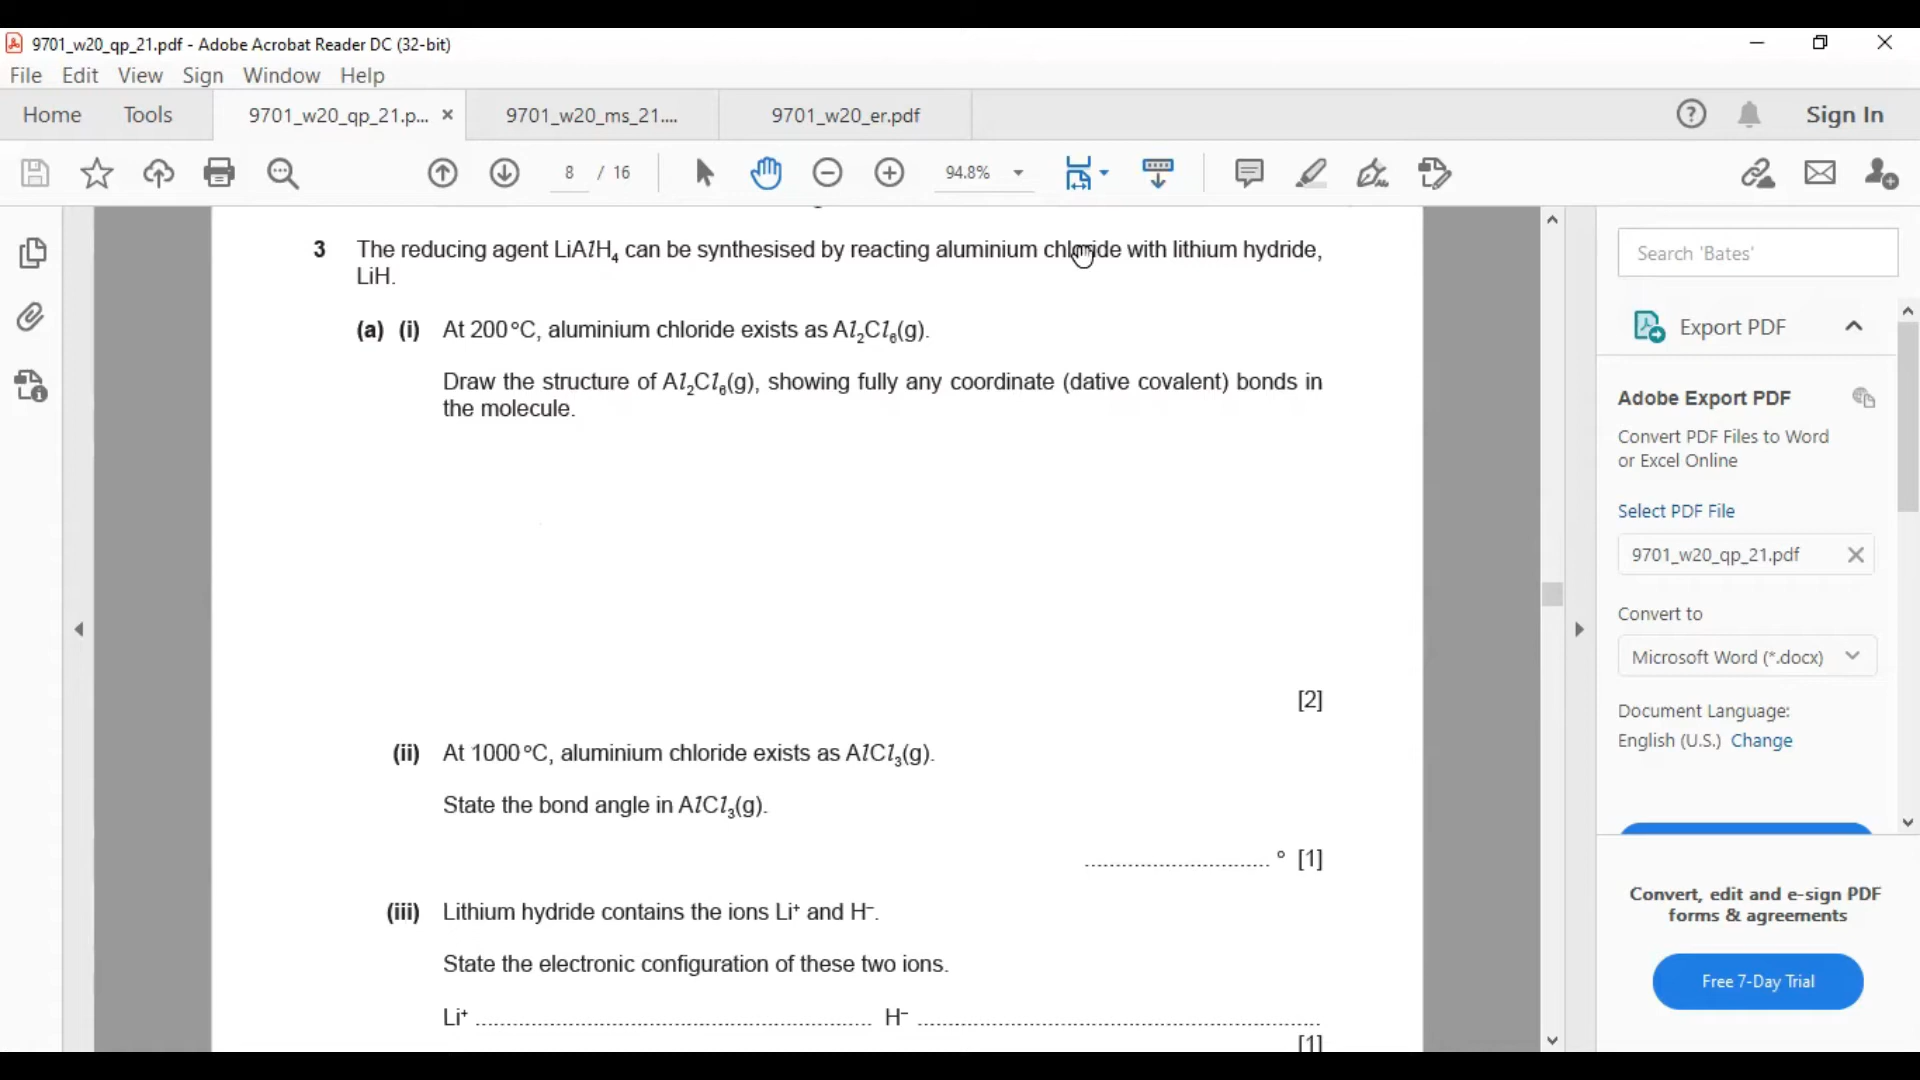 9701_w20_qp_21.pdf - Adobe Acrobat Reader DC (32-bit)
File Edit View Sign Window Help
Home Tools 9701_w20_qp_21.p... 9701_w20_ms_21.... 9701_w20_er.pdf Sign In
8 / 16 94.8%
3 The reducing agent LiAlH₄ can be synthesised by reacting aluminium chloride with lithium hydride,
LiH.
(a) (i) At 200 °C, aluminium chloride exists as Al₂Cl₆(g).
Draw the structure of Al₂Cl₆(g), showing fully any coordinate (dative covalent) bonds in
the molecule.
[2]
(ii) At 1000 °C, aluminium chloride exists as AlCl₃(g).
State the bond angle in AlCl₃(g).
.............................. ° [1]
(iii) Lithium hydride contains the ions Li⁺ and H⁻.
State the electronic configuration of these two ions.
Li⁺ ................................................................ H⁻ ................................................................
[1]
Search 'Bates'
Export PDF
Adobe Export PDF
Convert PDF Files to Word
or Excel Online
Select PDF File
9701_w20_qp_21.pdf
Convert to
Microsoft Word (*.docx)
Document Language:
English (U.S.) Change
Convert, edit and e-sign PDF
forms & agreements
Free 7-Day Trial